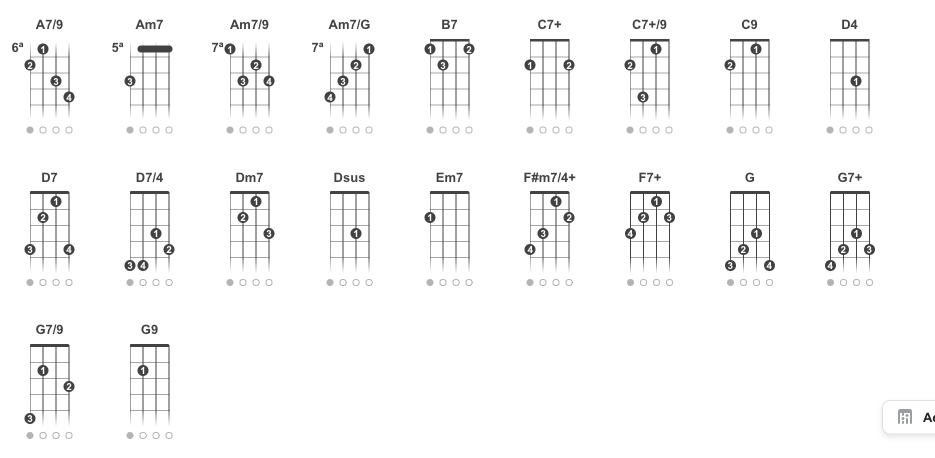 A7/9 Am7 Am7/9 Am7/G B7 C7+ C7+/9 C9 D4
6ª 1 2 3 4
5ª 3
7ª 1 2 3 4
7ª 1 2 3 4
1 2 3
1 2
1 2 3
1 2
1
D7 D7/4 Dm7 Dsus Em7 F#m7/4+ F7+ G G7+
1 2 3 4
1 2 3 4
1 2 3
1
1
1 2 3 4
1 2 3 4
1 2 3 4
1 2 3 4
G7/9 G9
1 2 3
1